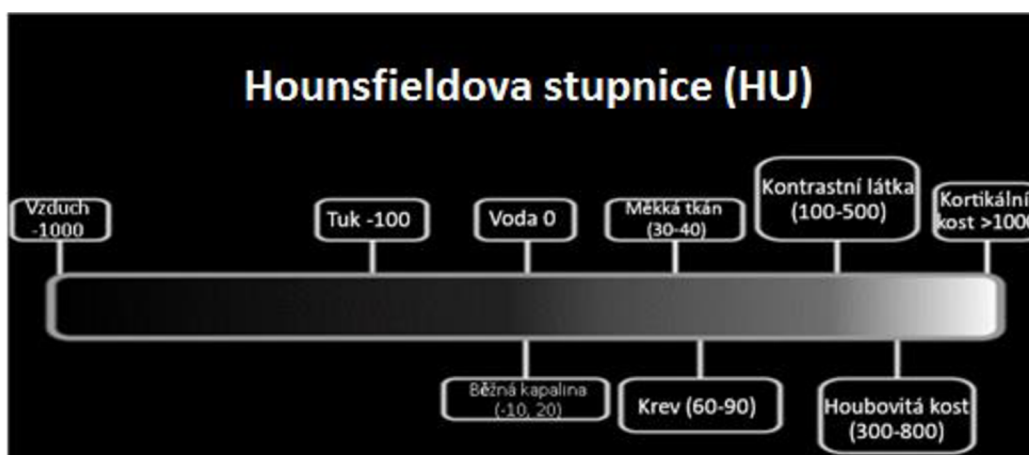 Hounsfieldova stupnice (HU)
Vzduch
-1000
Tuk -100
Voda 0
Měkká tkán
(30-40)
Kontrastní látka
(100-500)
Kortikální
kost >1000
Běžná kapalina
(-10, 20)
Krev (60-90)
Houbovitá kost
(300-800)